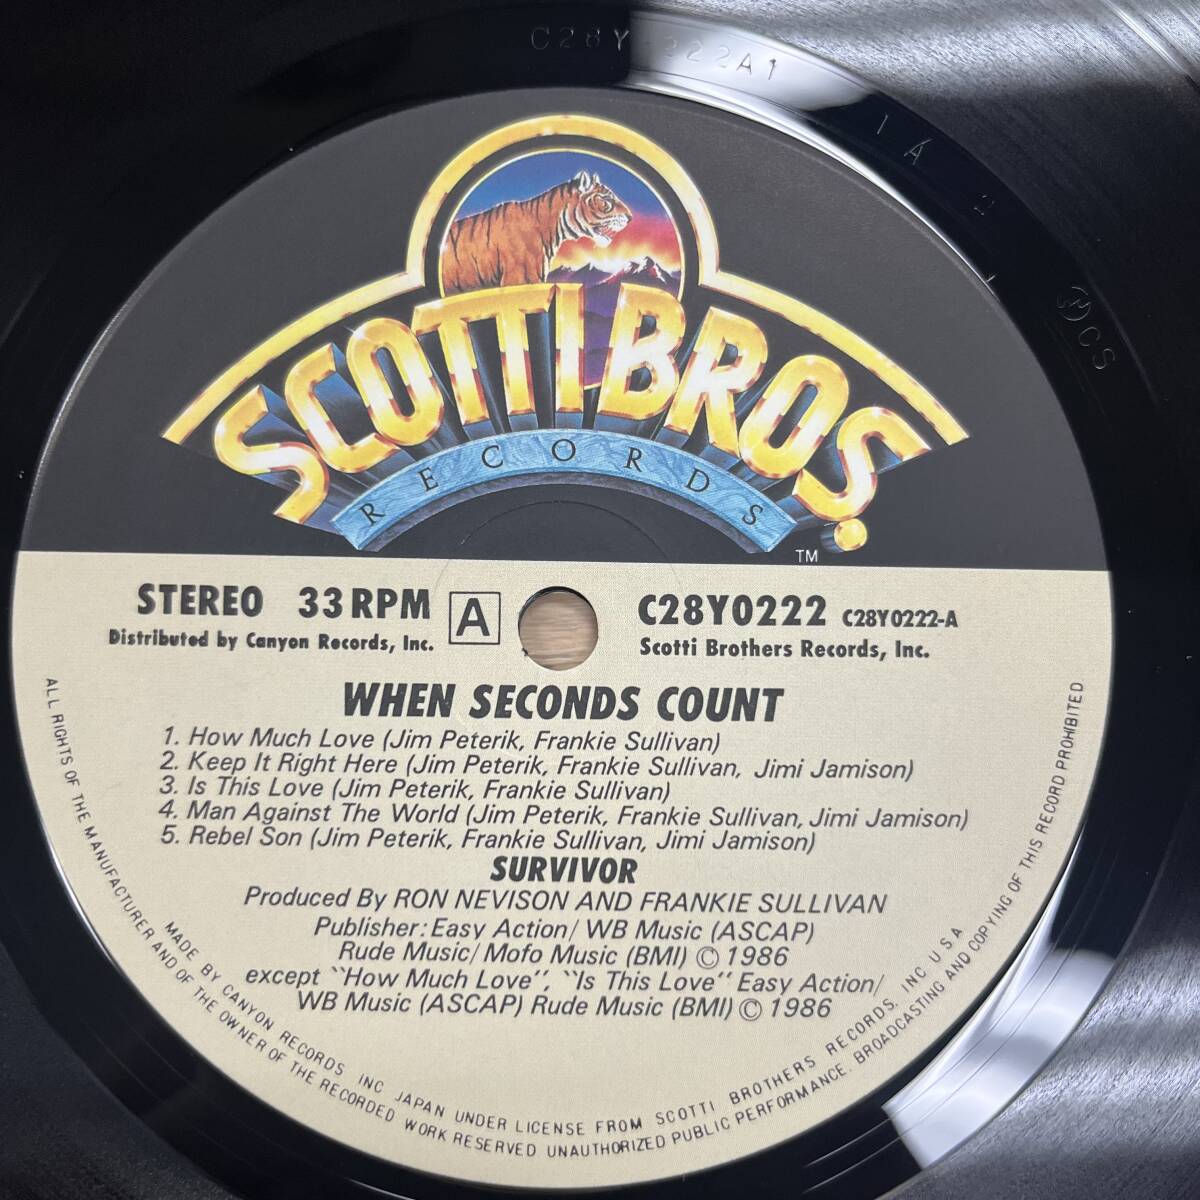 C28Y 222A1
1 A 2 1
CS
SCOTTI BROS.
RECORDS
TM
STEREO 33 RPM A C28Y0222 C28Y0222-A
Distributed by Canyon Records, Inc. Scotti Brothers Records, Inc.
WHEN SECONDS COUNT
1. How Much Love (Jim Peterik, Frankie Sullivan)
2. Keep It Right Here (Jim Peterik, Frankie Sullivan, Jimi Jamison)
3. Is This Love (Jim Peterik, Frankie Sullivan)
4. Man Against The World (Jim Peterik, Frankie Sullivan, Jimi Jamison)
5. Rebel Son (Jim Peterik, Frankie Sullivan, Jimi Jamison)
SURVIVOR
Produced By RON NEVISON AND FRANKIE SULLIVAN
Publisher: Easy Action/ WB Music (ASCAP)
Rude Music/ Mofo Music (BMI) © 1986
except "How Much Love", "Is This Love" Easy Action/
WB Music (ASCAP) Rude Music (BMI) © 1986
MADE BY CANYON RECORDS INC JAPAN UNDER LICENSE FROM SCOTTI BROTHERS RECORDS, INC U S A
ALL RIGHTS OF THE MANUFACTURER AND OF THE OWNER OF THE RECORDED WORK RESERVED UNAUTHORIZED PUBLIC PERFORMANCE. BROADCASTING AND COPYING OF THIS RECORD PROHIBITED